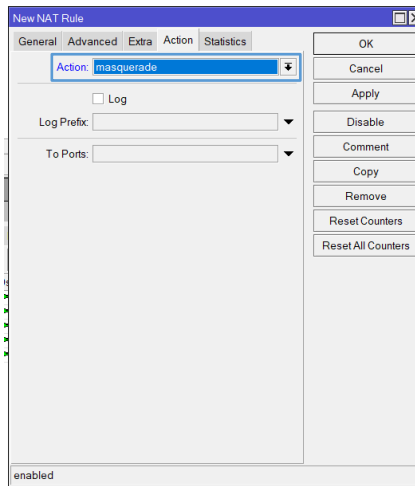 New NAT Rule
General Advanced Extra Action Statistics
Action: masquerade
Log
Log Prefix:
To Ports:
OK
Cancel
Apply
Disable
Comment
Copy
Remove
Reset Counters
Reset All Counters
enabled